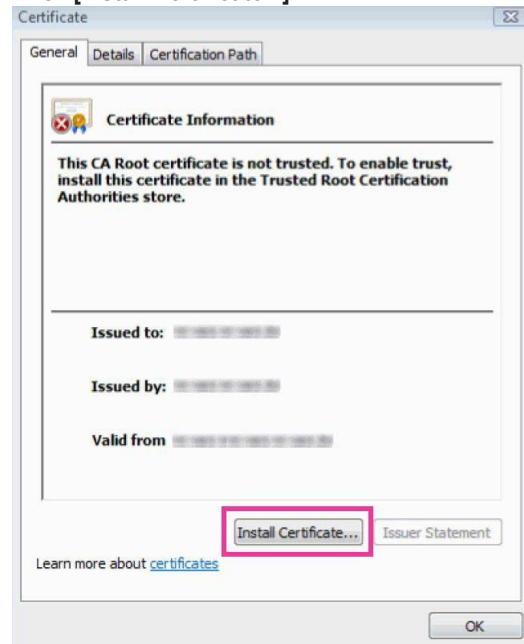 Certificate
General Details Certification Path
Certificate Information
This CA Root certificate is not trusted. To enable trust,
install this certificate in the Trusted Root Certification
Authorities store.
Issued to:
Issued by:
Valid from
Install Certificate... Issuer Statement
Learn more about certificates
OK